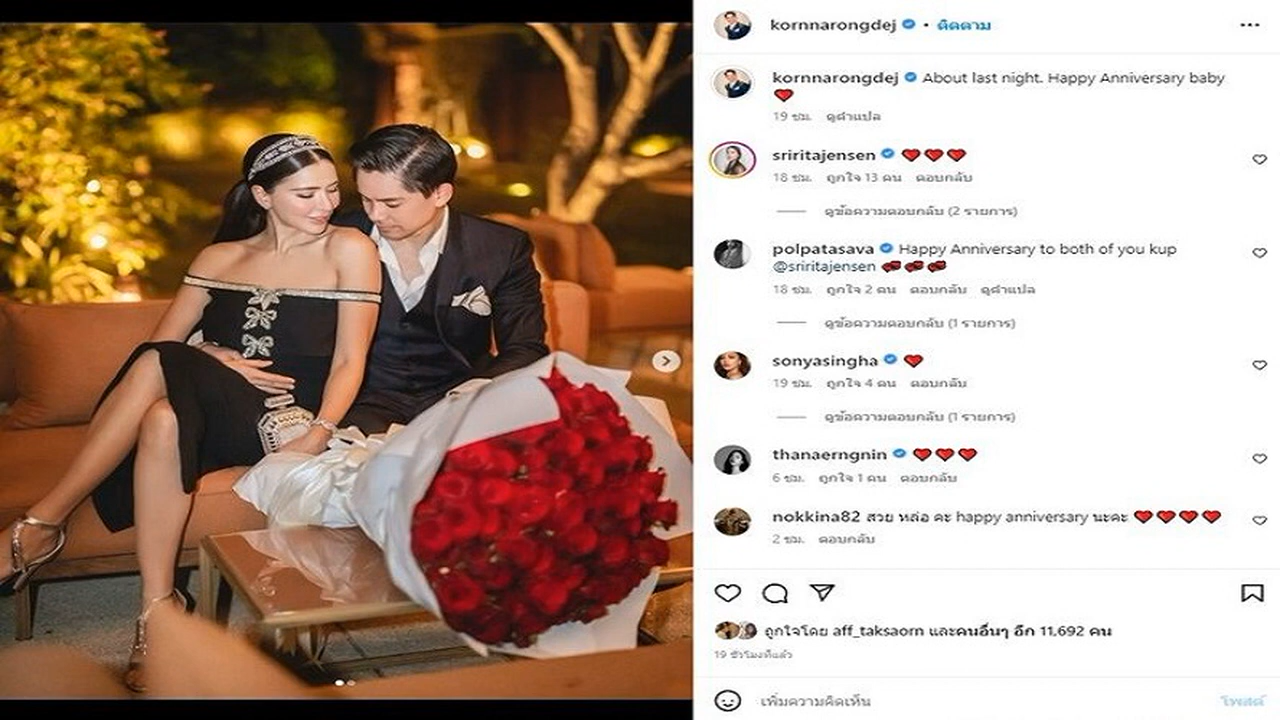 kornnarongdej • ติดตาม
kornnarongdej About last night. Happy Anniversary baby
❤️
19 ชม. ดูคำแปล
sriritajensen ❤️❤️❤️
18 ชม. ถูกใจ 13 คน ตอบกลับ
ดูข้อความตอบกลับ (2 รายการ)
polpatasava Happy Anniversary to both of you kup
@sriritajensen
18 ชม. ถูกใจ 2 คน ตอบกลับ ดูคำแปล
ดูข้อความตอบกลับ (1 รายการ)
sonyasingha ❤️
19 ชม. ถูกใจ 4 คน ตอบกลับ
ดูข้อความตอบกลับ (1 รายการ)
thanaerngnin ❤️❤️❤️
6 ชม. ถูกใจ 1 คน ตอบกลับ
nokkina82 สวย หล่อ คะ happy anniversary นะคะ ❤️❤️❤️❤️
2 ชม. ตอบกลับ
ถูกใจโดย aff_taksaorn และคนอื่นๆ อีก 11,692 คน
19 ชั่วโมงที่แล้ว
เพิ่มความคิดเห็น โพสต์